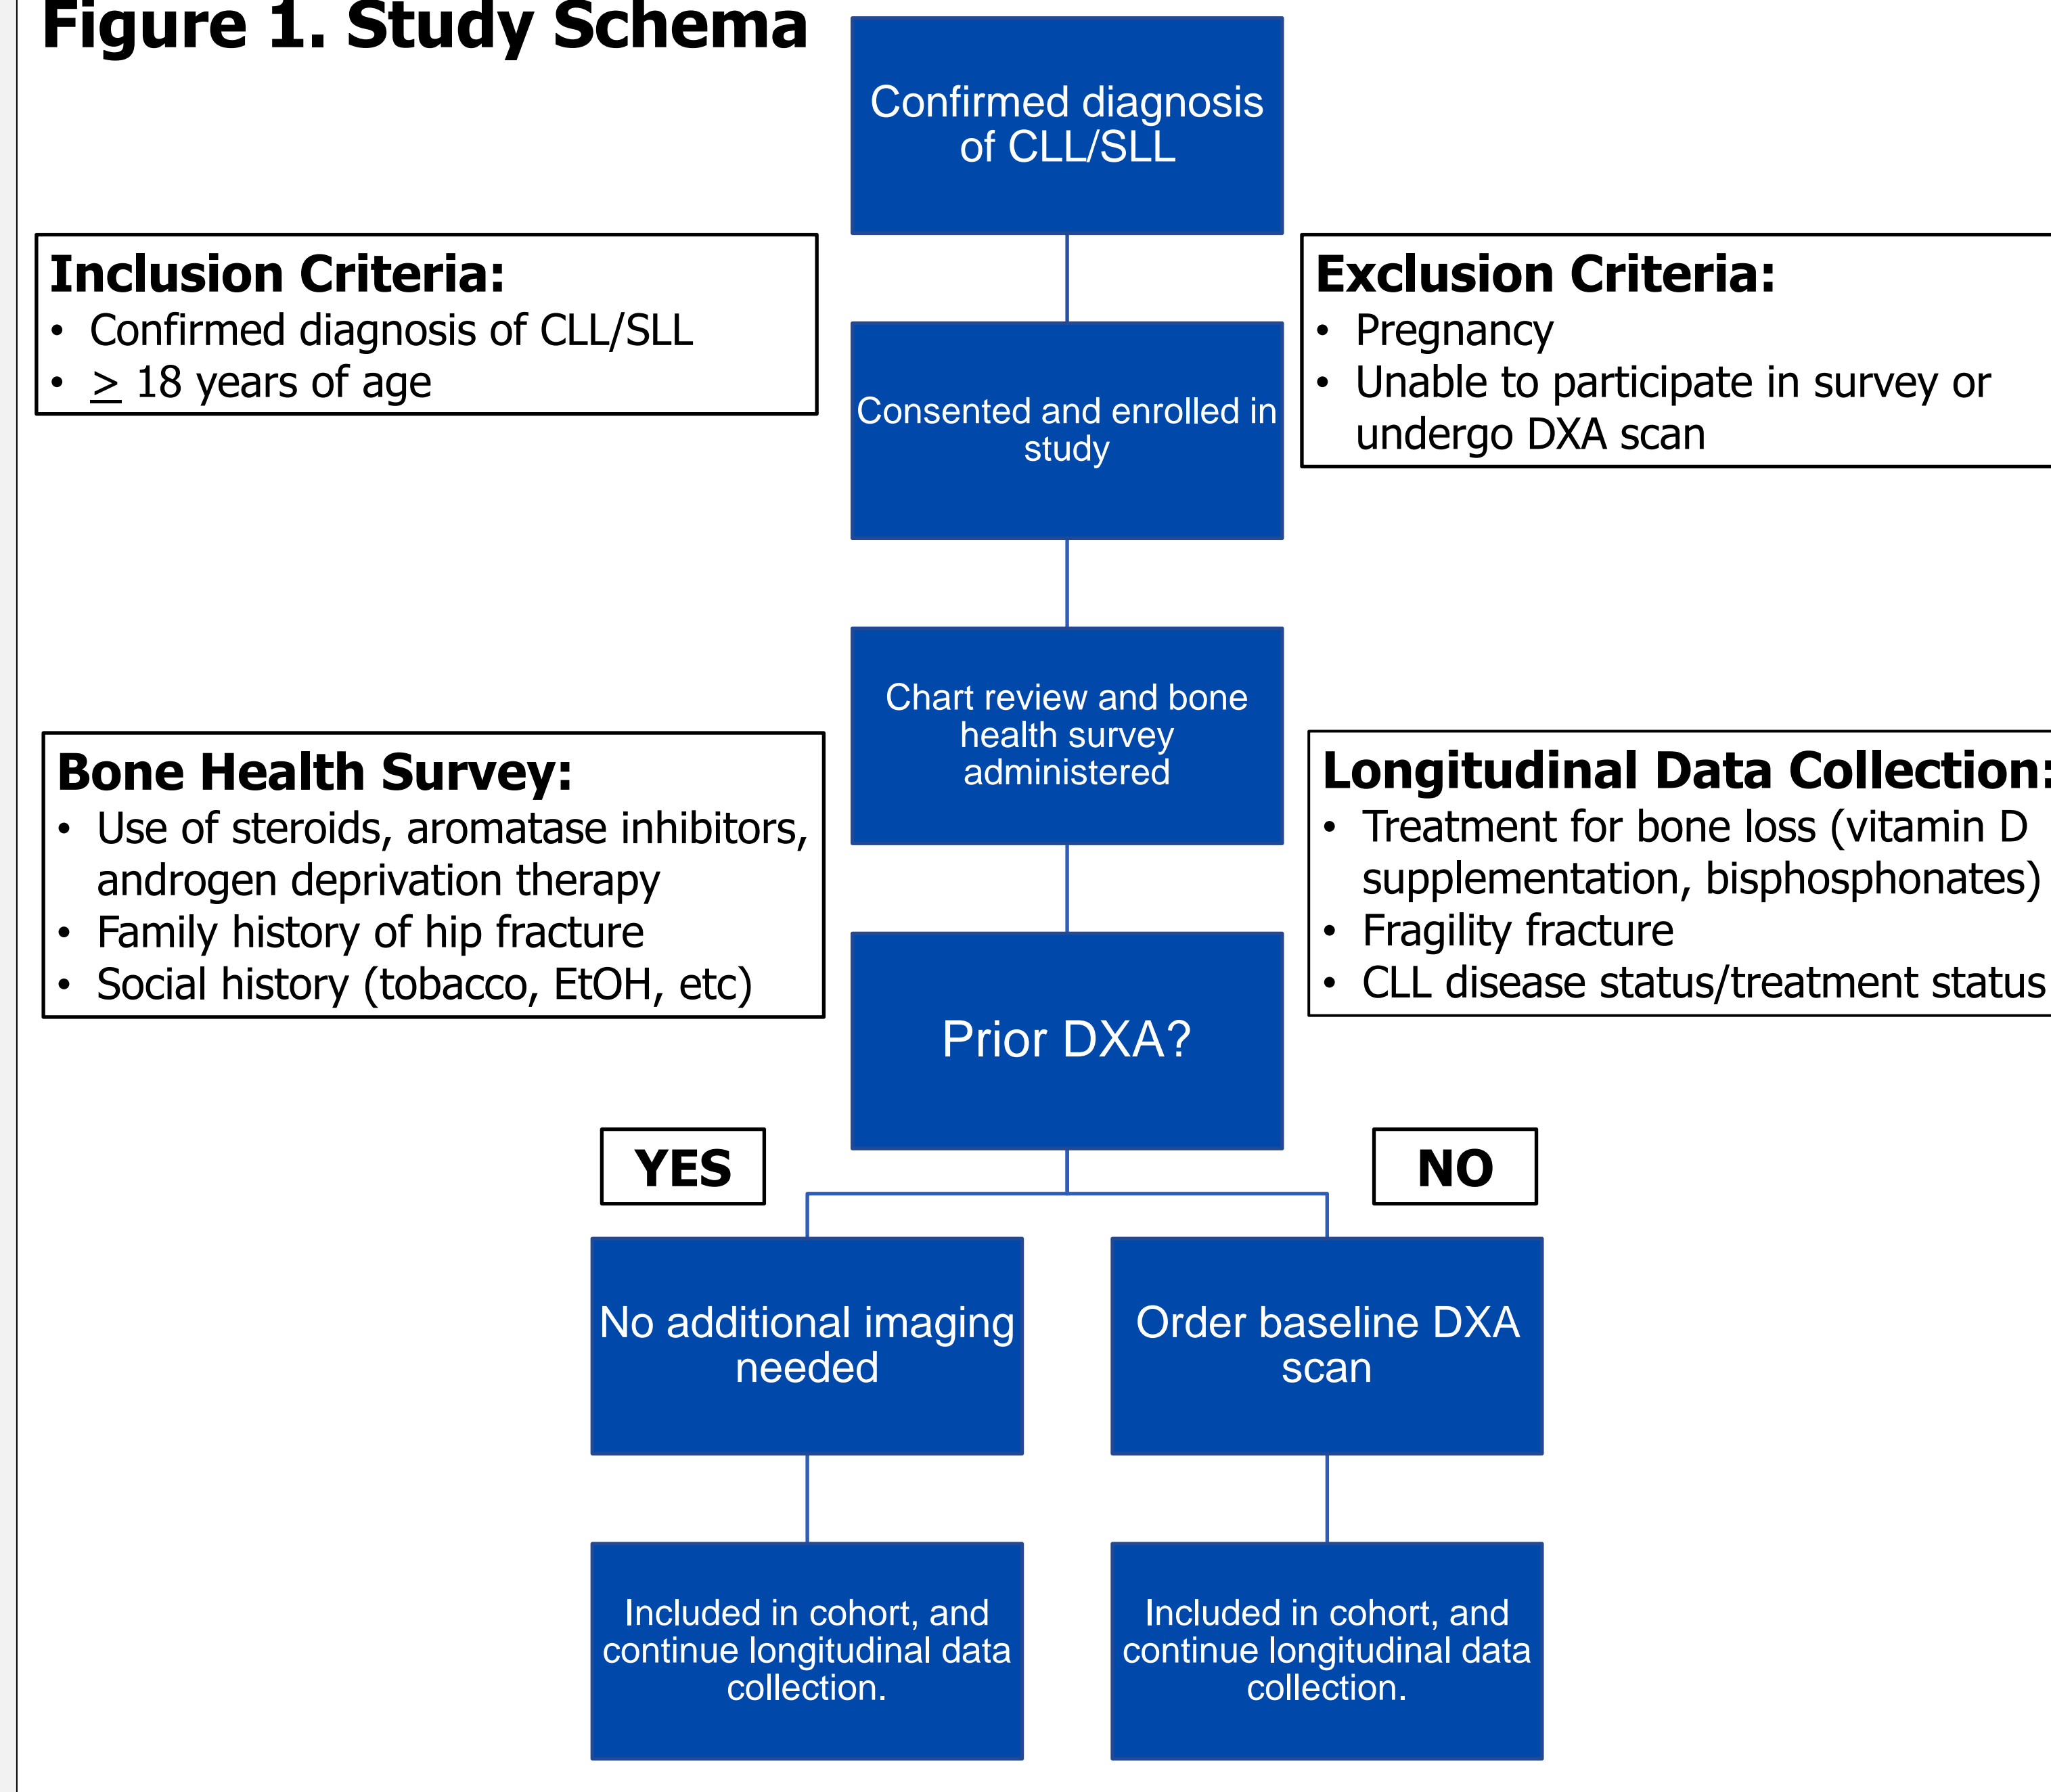 Figure 1. Study Schema
Confirmed diagnosis
of CLL/SLL
Inclusion Criteria:
• Confirmed diagnosis of CLL/SLL
• ≥ 18 years of age
Exclusion Criteria:
• Pregnancy
• Unable to participate in survey or
undergo DXA scan
Consented and enrolled in
study
Chart review and bone
health survey
administered
Bone Health Survey:
• Use of steroids, aromatase inhibitors,
androgen deprivation therapy
• Family history of hip fracture
• Social history (tobacco, EtOH, etc)
Longitudinal Data Collection:
• Treatment for bone loss (vitamin D
supplementation, bisphosphonates)
• Fragility fracture
• CLL disease status/treatment status
Prior DXA?
YES
NO
No additional imaging
needed
Order baseline DXA
scan
Included in cohort, and
continue longitudinal data
collection.
Included in cohort, and
continue longitudinal data
collection.